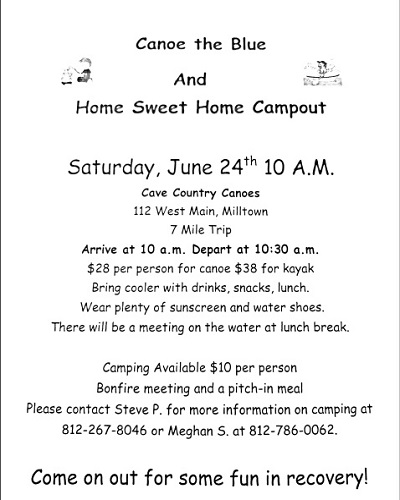 Canoe the Blue
And
Home Sweet Home Campout
Saturday, June 24th 10 A.M.
Cave Country Canoes
112 West Main, Milltown
7 Mile Trip
Arrive at 10 a.m. Depart at 10:30 a.m.
$28 per person for canoe $38 for kayak
Bring cooler with drinks, snacks, lunch.
Wear plenty of sunscreen and water shoes.
There will be a meeting on the water at lunch break.
Camping Available $10 per person
Bonfire meeting and a pitch-in meal
Please contact Steve P. for more information on camping at
812-267-8046 or Meghan S. at 812-786-0062.
Come on out for some fun in recovery!